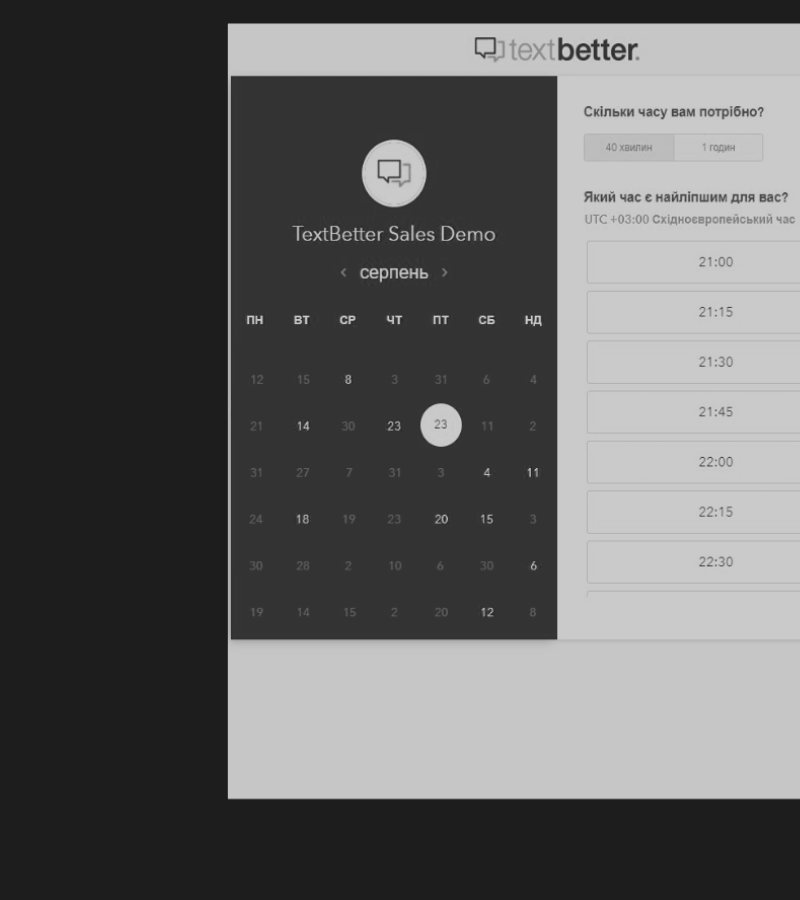 textbetter.
TextBetter Sales Demo
серпень
ПН ВТ СР ЧТ ПТ СБ НД
12 15 8 3 31 6 4
21 14 30 23 23 11 2
31 27 7 31 3 4 11
24 18 19 23 20 15 3
30 28 2 10 6 30 6
19 14 15 2 20 12 8
Скільки часу вам потрібно?
40 хвилин 1 годин
Який час є найліпшим для вас?
UTC +03:00 Східноєвропейський час
21:00
21:15
21:30
21:45
22:00
22:15
22:30